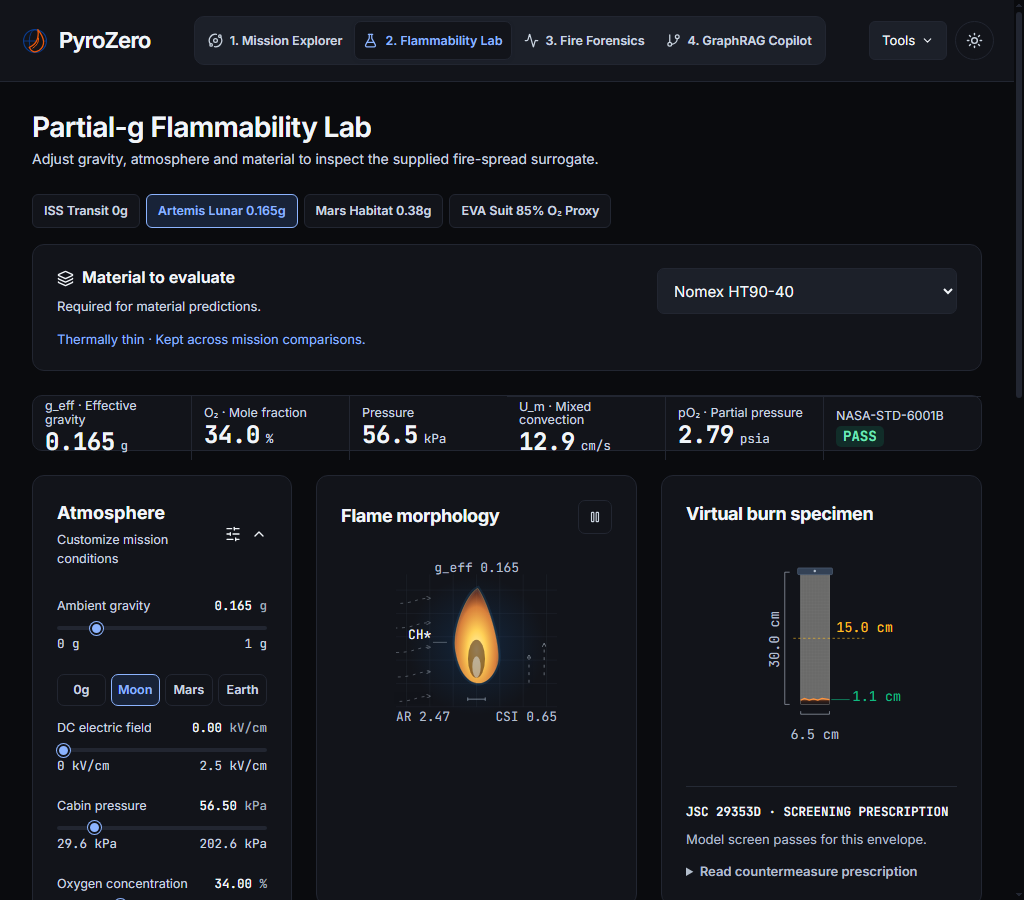 PyroZero
1. Mission Explorer
2. Flammability Lab
3. Fire Forensics
4. GraphRAG Copilot
Tools
Partial-g Flammability Lab
Adjust gravity, atmosphere and material to inspect the supplied fire-spread surrogate.
ISS Transit 0g
Artemis Lunar 0.165g
Mars Habitat 0.38g
EVA Suit 85% O₂ Proxy
Material to evaluate
Required for material predictions.
Thermally thin · Kept across mission comparisons.
Nomex HT90-40
g_eff · Effective
gravity
0.165 g
O₂ · Mole fraction
34.0 %
Pressure
56.5 kPa
U_m · Mixed
convection
12.9 cm/s
pO₂ · Partial pressure
2.79 psia
NASA-STD-6001B
PASS
Atmosphere
Customize mission
conditions
Ambient gravity 0.165 g
0 g 1 g
0g Moon Mars Earth
DC electric field 0.00 kV/cm
0 kV/cm 2.5 kV/cm
Cabin pressure 56.50 kPa
29.6 kPa 202.6 kPa
Oxygen concentration 34.00 %
Flame morphology
g_eff 0.165
CH*
AR 2.47 CSI 0.65
Virtual burn specimen
30.0 cm
15.0 cm
1.1 cm
6.5 cm
JSC 29353D · SCREENING PRESCRIPTION
Model screen passes for this envelope.
Read countermeasure prescription